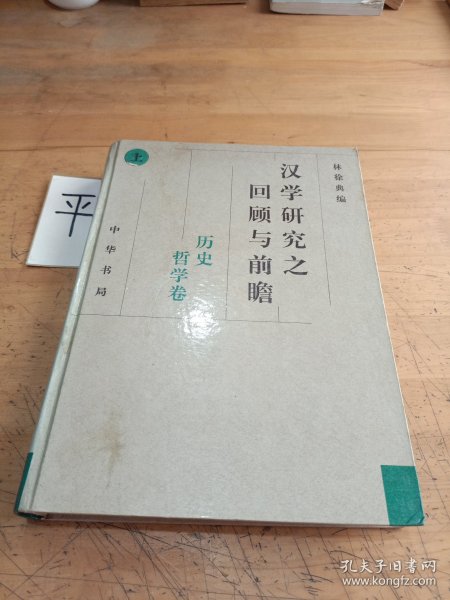 林徐典编
汉学研究之
回顾与前瞻
历史
哲学卷
上
中华书局
平
孔夫子旧书网
www.kongfz.com